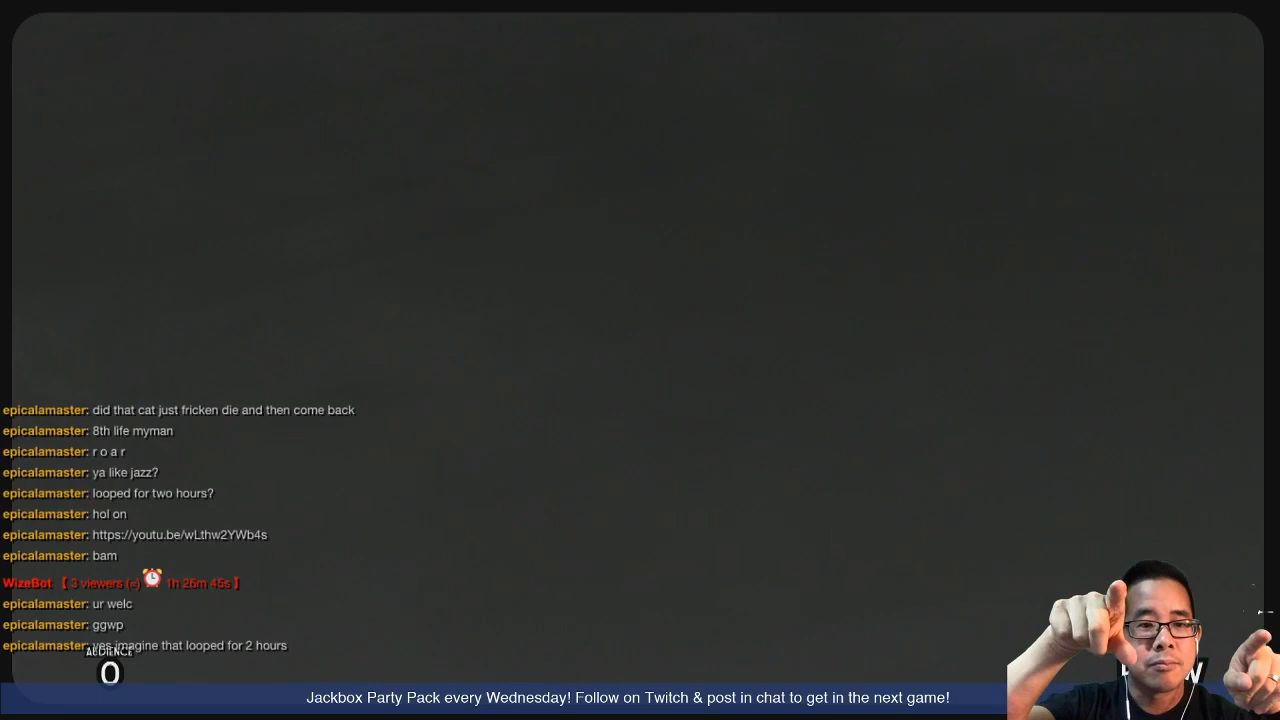 epicalamaster: did that cat just fricken die and then come back
epicalamaster: 8th life myman
epicalamaster: r o a r
epicalamaster: ya like jazz?
epicalamaster: looped for two hours?
epicalamaster: hol on
epicalamaster: https://youtu.be/wLthw2YWb4s
epicalamaster: bam
WizeBot 【 3 viewers (=) ⏰ 1h 26m 45s 】
epicalamaster: ur welc
epicalamaster: ggwp
epicalamaster: yes imagine that looped for 2 hours
AUDIENCE
0
Jackbox Party Pack every Wednesday! Follow on Twitch & post in chat to get in the next game!